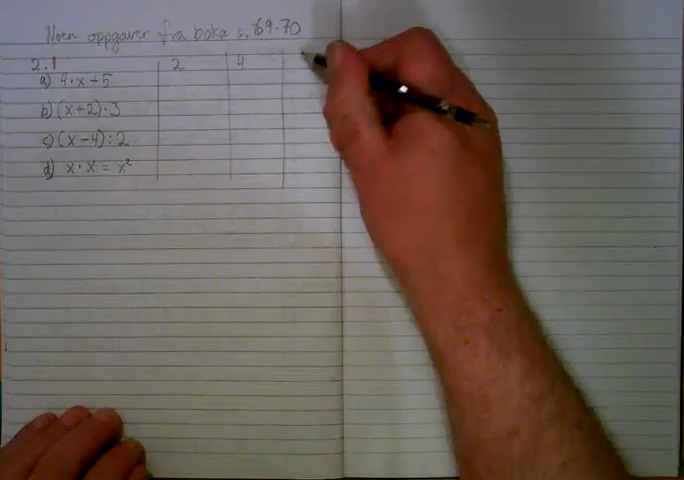 Noen oppgaver fra boka s. 69-70
2.1 2 4
a) 4·x+5
b) (x+2)·3
c) (x-4):2
d) x·x = x²